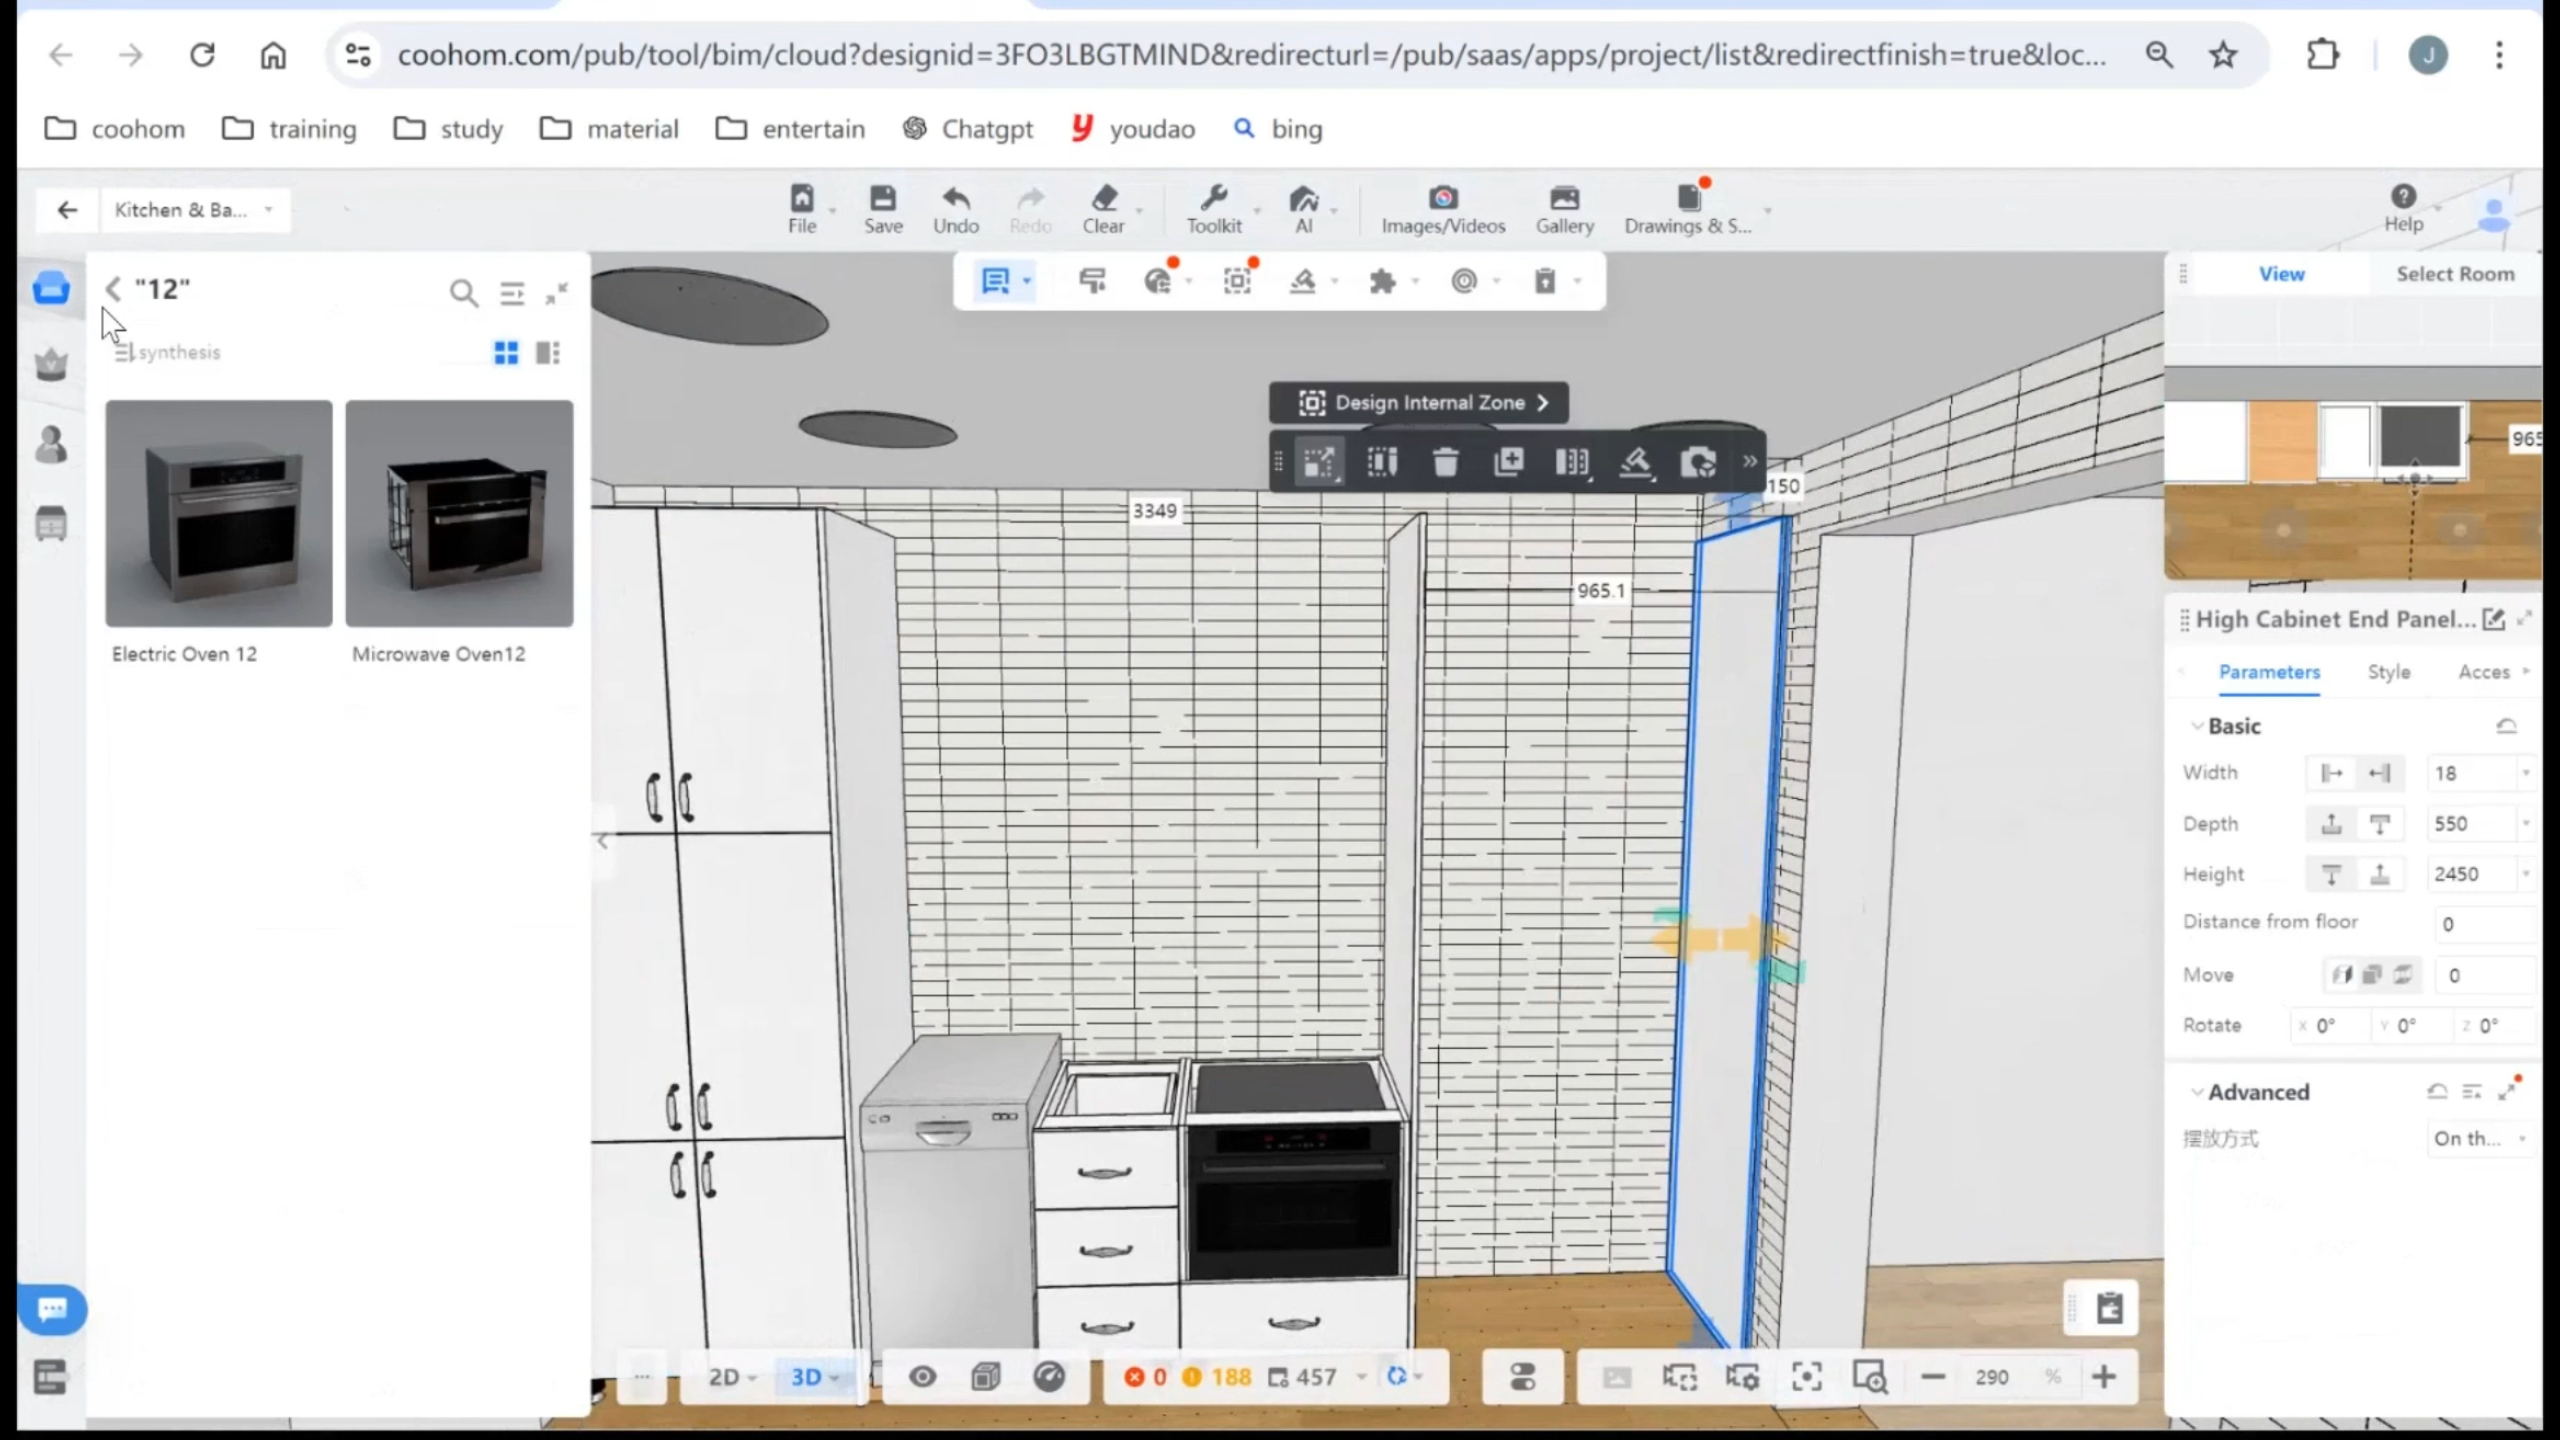 coohom.com/pub/tool/bim/cloud?designid=3FO3LBGTMIND&redirecturl=/pub/saas/apps/project/list&redirectfinish=true&loc...
J
coohom
training
study
material
entertain
Chatgpt
youdao
bing
Kitchen & Ba...
File
Save
Undo
Redo
Clear
Toolkit
AI
Images/Videos
Gallery
Drawings & S...
Help
"12"
synthesis
Electric Oven 12
Microwave Oven12
Design Internal Zone
3349
150
965.1
View
Select Room
965
High Cabinet End Panel...
Parameters
Style
Acces
Basic
Width
18
Depth
550
Height
2450
Distance from floor
0
Move
0
Rotate
X 0°
Y 0°
Z 0°
Advanced
摆放方式
On th...
2D
3D
0
188
457
290
%